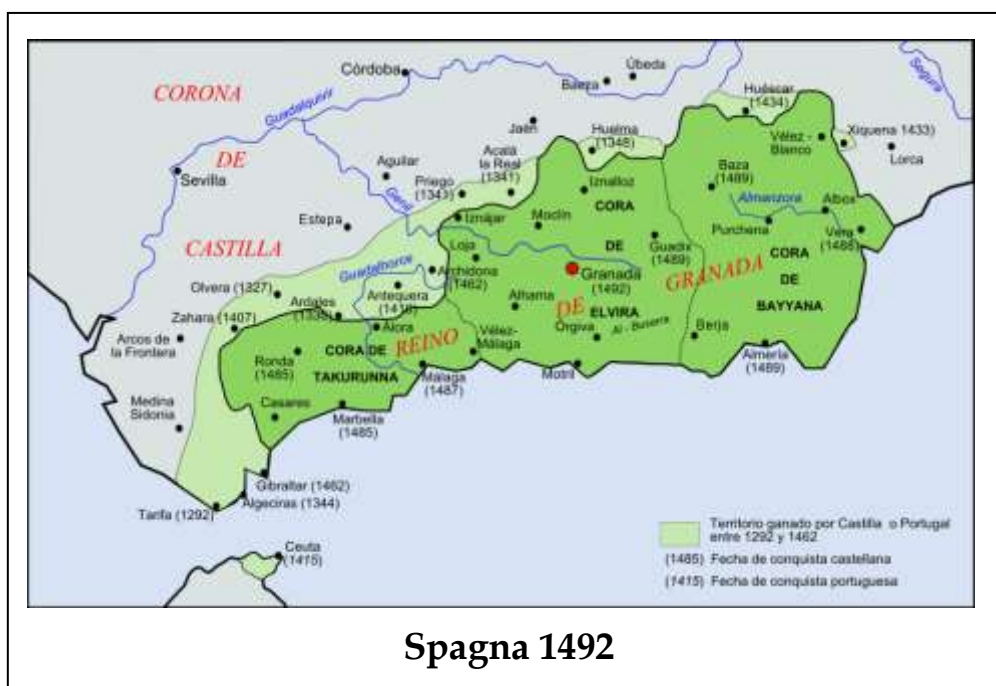 CORONA
DE
CASTILLA
Guadalquivir
Córdoba
Úbeda
Baeza
Segura
Sevilla
Jaén
Huelma
(1348)
Huéscar
(1434)
Vélez -
Blanco
Xiquena 1433)
Lorca
Aguilar
Priego
(1343)
Acalá
la Real
(1341)
Genil
Estepa
Iznájar
Moclín
Iznalloz
CORA
DE
ELVIRA
Baza
(1489)
Almanzora
Albox
Purchena
Vera
(1488)
Loja
Guadix
(1489)
CORA
DE
BAYYANA
REINO
DE
GRANADA
Guadalhorce
Archidona
(1462)
Granada
(1492)
Olvera (1327)
Ardales
Antequera
Alhama
Zahara (1407)
Álora
Vélez-
Málaga
Órgiva
Berja
Arcos de
la Frontera
Ronda
(1485)
CORA DE
TAKURUNNA
Málaga
(1487)
Motril
Almería
(1489)
Casares
Marbella
(1485)
Medina
Sidonia
Gibraltar (1462)
Algeciras (1344)
Tarifa (1292)
Ceuta
(1415)
Territorio ganado por Castilla o Portugal
entre 1292 y 1462
(1485) Fecha de conquista castellana
(1415) Fecha de conquista portuguesa
Spagna 1492